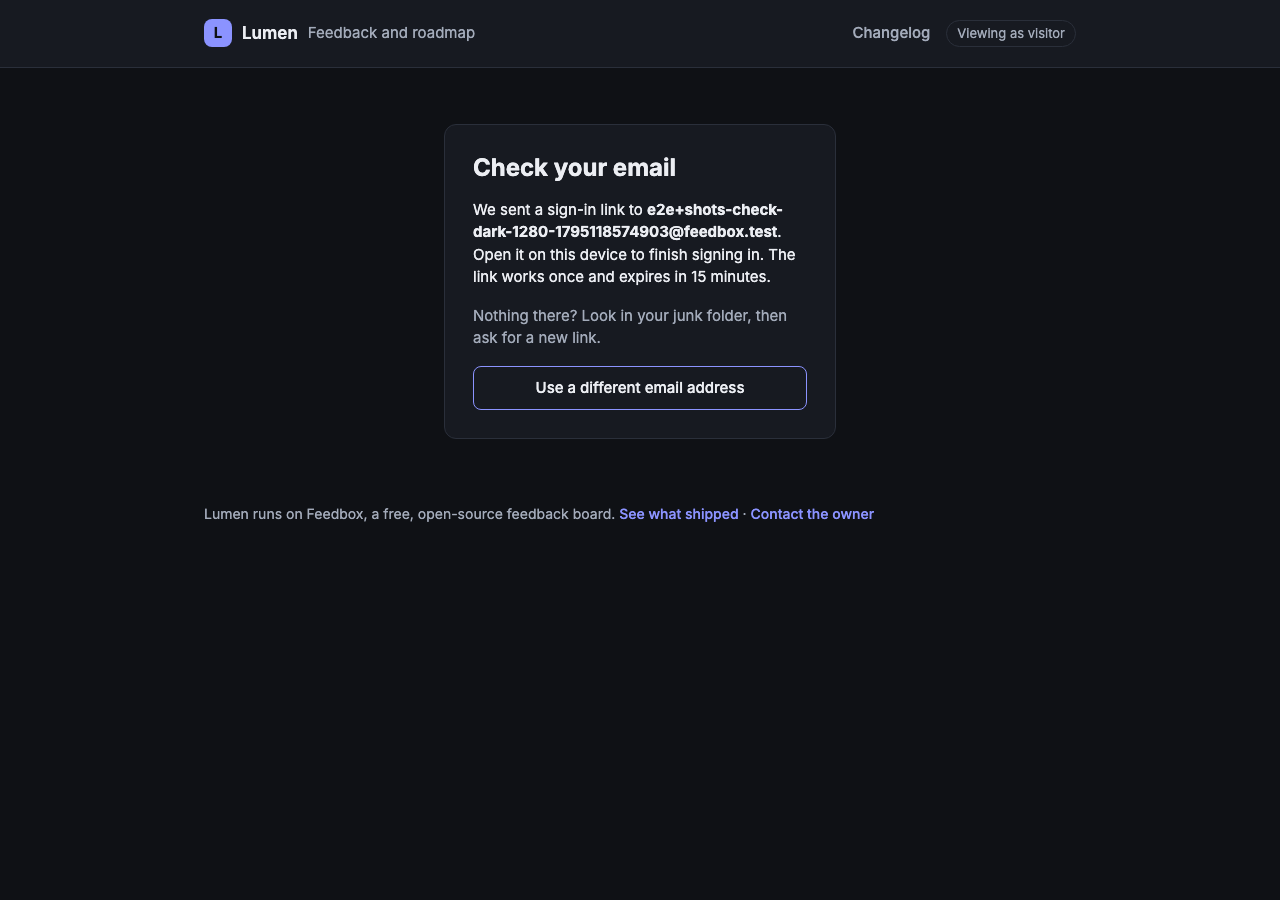 L Lumen Feedback and roadmap Changelog Viewing as visitor
Check your email
We sent a sign-in link to e2e+shots-check-
dark-1280-1795118574903@feedbox.test.
Open it on this device to finish signing in. The
link works once and expires in 15 minutes.
Nothing there? Look in your junk folder, then
ask for a new link.
Use a different email address
Lumen runs on Feedbox, a free, open-source feedback board. See what shipped · Contact the owner